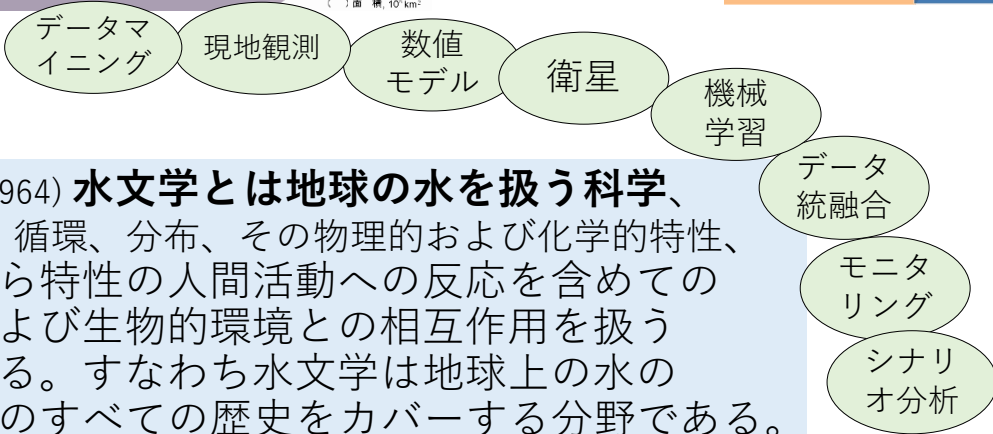 ( )面 積, 10⁶km²
データマ
イニング
現地観測
数値
モデル
衛星
機械
学習
データ
統融合
モニタ
リング
シナリ
オ分析
964) 水文学とは地球の水を扱う科学、
循環、分布、その物理的および化学的特性、
ら特性の人間活動への反応を含めての
よび生物的環境との相互作用を扱う
る。すなわち水文学は地球上の水の
のすべての歴史をカバーする分野である。